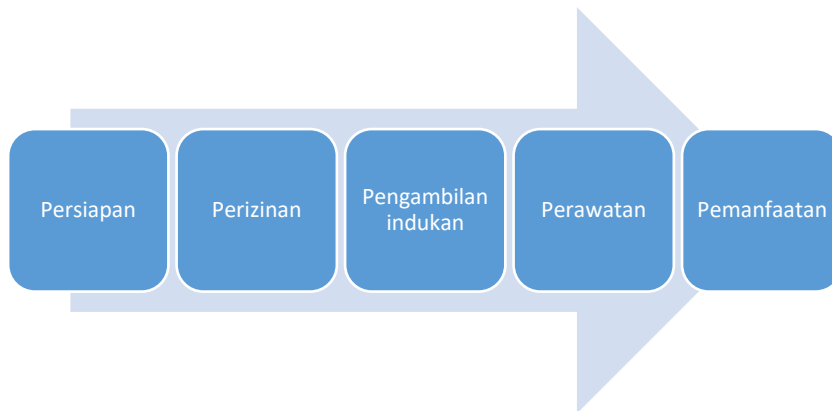 Persiapan
Perizinan
Pengambilan
indukan
Perawatan
Pemanfaatan